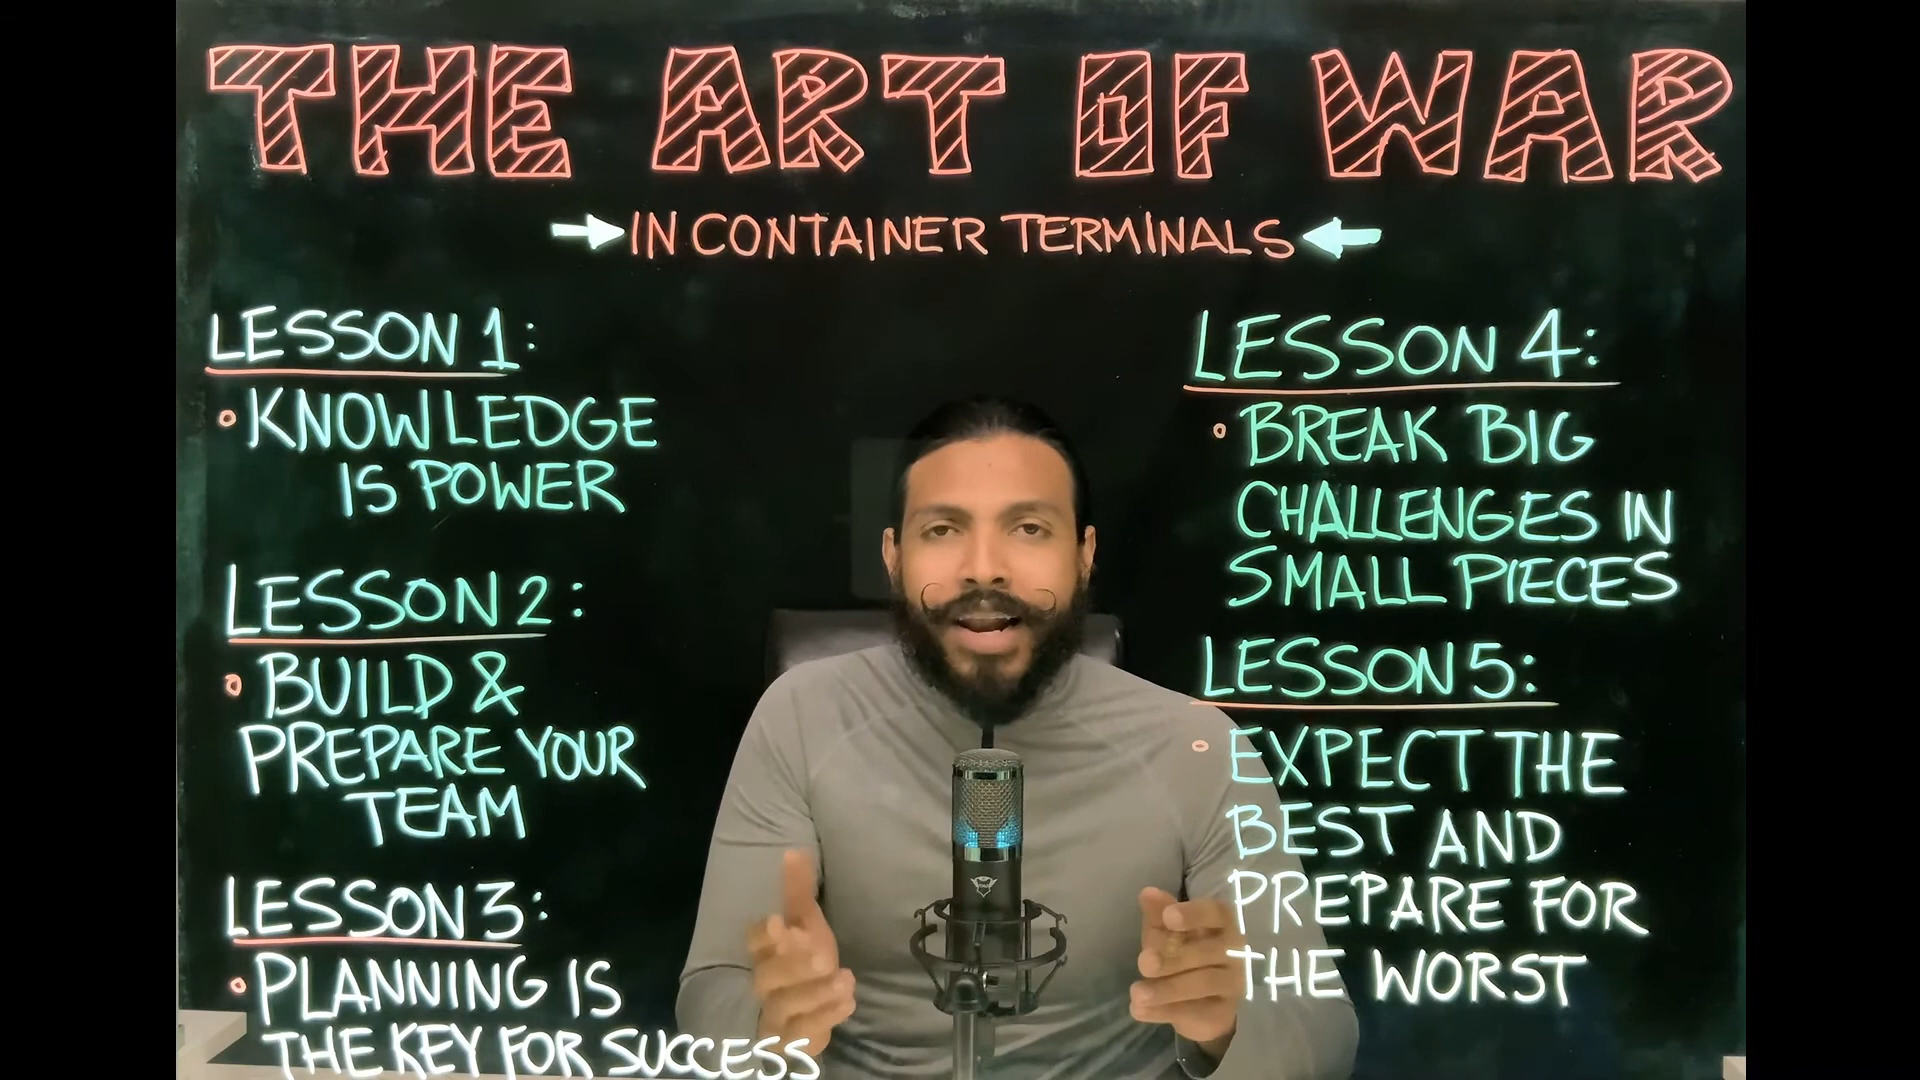 THE ART OF WAR
IN CONTAINER TERMINALS
LESSON 1:
KNOWLEDGE
IS POWER
LESSON 2:
BUILD &
PREPARE YOUR
TEAM
LESSON 3:
PLANNING IS
THE KEY FOR SUCCESS
LESSON 4:
BREAK BIG
CHALLENGES IN
SMALL PIECES
LESSON 5:
EXPECT THE
BEST AND
PREPARE FOR
THE WORST